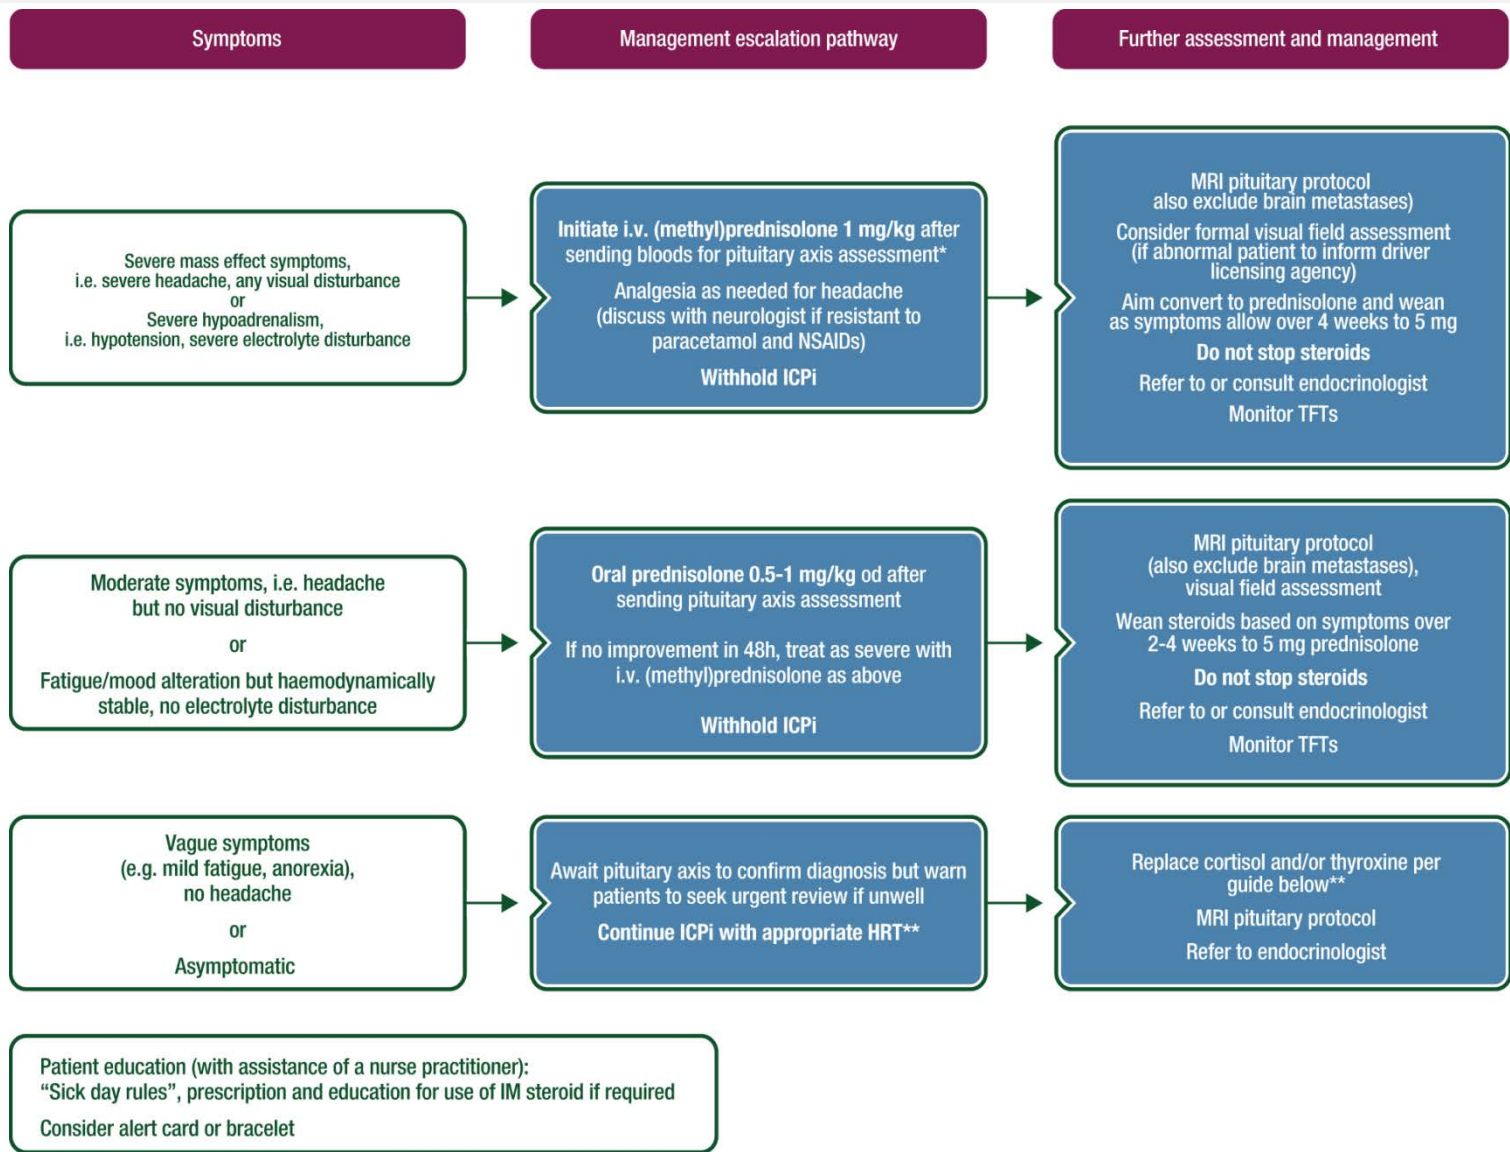 Symptoms
Management escalation pathway
Further assessment and management
Severe mass effect symptoms,
i.e. severe headache, any visual disturbance
or
Severe hypoadrenalism,
i.e. hypotension, severe electrolyte disturbance
Initiate i.v. (methyl)prednisolone 1 mg/kg after
sending bloods for pituitary axis assessment*
Analgesia as needed for headache
(discuss with neurologist if resistant to
paracetamol and NSAIDs)
Withhold ICPi
MRI pituitary protocol
also exclude brain metastases)
Consider formal visual field assessment
(if abnormal patient to inform driver
licensing agency)
Aim convert to prednisolone and wean
as symptoms allow over 4 weeks to 5 mg
Do not stop steroids
Refer to or consult endocrinologist
Monitor TFTs
Moderate symptoms, i.e. headache
but no visual disturbance
or
Fatigue/mood alteration but haemodynamically
stable, no electrolyte disturbance
Oral prednisolone 0.5-1 mg/kg od after
sending pituitary axis assessment
If no improvement in 48h, treat as severe with
i.v. (methyl)prednisolone as above
Withhold ICPi
MRI pituitary protocol
(also exclude brain metastases),
visual field assessment
Wean steroids based on symptoms over
2-4 weeks to 5 mg prednisolone
Do not stop steroids
Refer to or consult endocrinologist
Monitor TFTs
Vague symptoms
(e.g. mild fatigue, anorexia),
no headache
or
Asymptomatic
Await pituitary axis to confirm diagnosis but warn
patients to seek urgent review if unwell
Continue ICPi with appropriate HRT**
Replace cortisol and/or thyroxine per
guide below**
MRI pituitary protocol
Refer to endocrinologist
Patient education (with assistance of a nurse practitioner):
“Sick day rules”, prescription and education for use of IM steroid if required
Consider alert card or bracelet